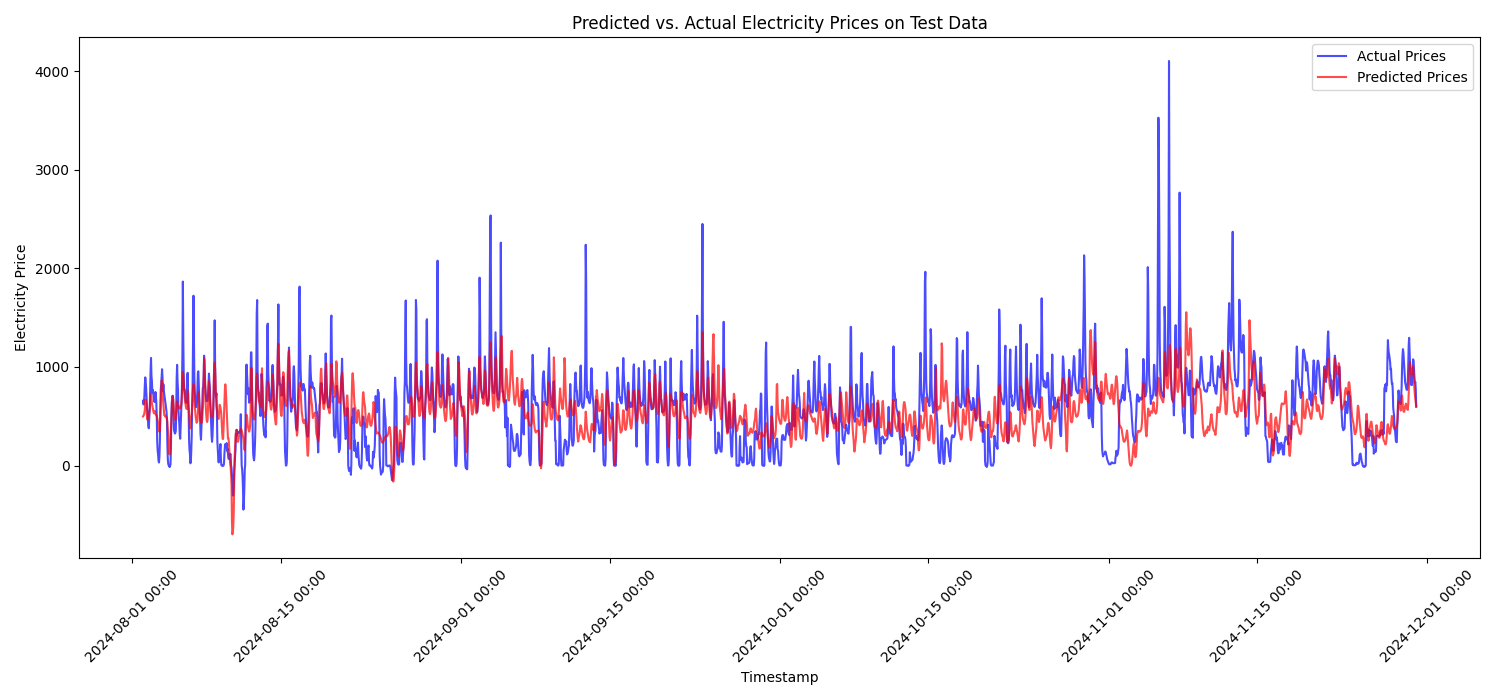 Predicted vs. Actual Electricity Prices on Test Data
Actual Prices
Predicted Prices
Electricity Price
4000
3000
2000
1000
0
2024-08-01 00:00
2024-08-15 00:00
2024-09-01 00:00
2024-09-15 00:00
2024-10-01 00:00
2024-10-15 00:00
2024-11-01 00:00
2024-11-15 00:00
2024-12-01 00:00
Timestamp